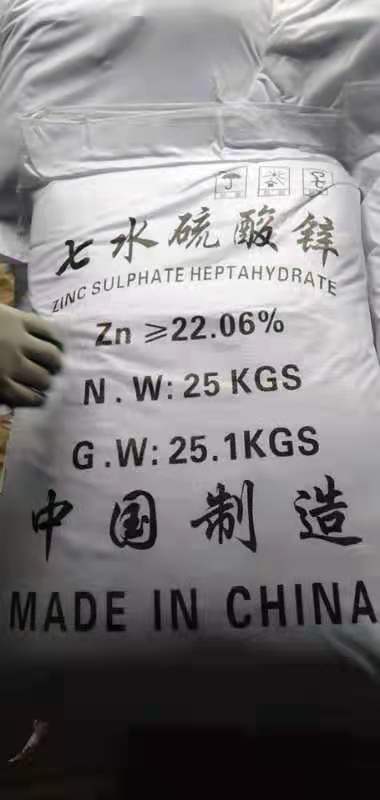 七水硫酸锌
ZINC SULPHATE HEPTAHYDRATE
Zn ≥22.06%
N.W: 25 KGS
G.W: 25.1KGS
中国制造
MADE IN CHINA